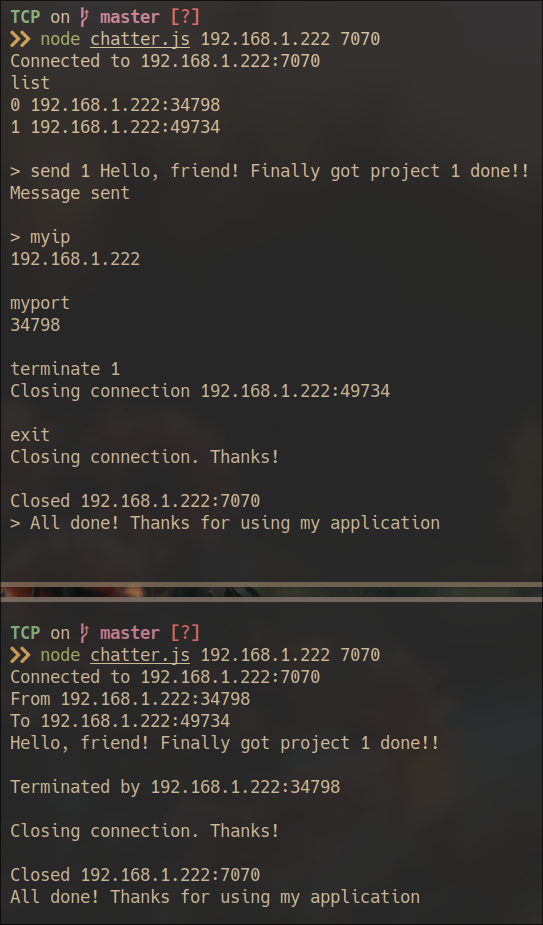 TCP on master [?]
node chatter.js 192.168.1.222 7070
Connected to 192.168.1.222:7070
list
0 192.168.1.222:34798
1 192.168.1.222:49734
> send 1 Hello, friend! Finally got project 1 done!!
Message sent
> myip
192.168.1.222
myport
34798
terminate 1
Closing connection 192.168.1.222:49734
exit
Closing connection. Thanks!
Closed 192.168.1.222:7070
> All done! Thanks for using my application
TCP on master [?]
node chatter.js 192.168.1.222 7070
Connected to 192.168.1.222:7070
From 192.168.1.222:34798
To 192.168.1.222:49734
Hello, friend! Finally got project 1 done!!
Terminated by 192.168.1.222:34798
Closing connection. Thanks!
Closed 192.168.1.222:7070
All done! Thanks for using my application